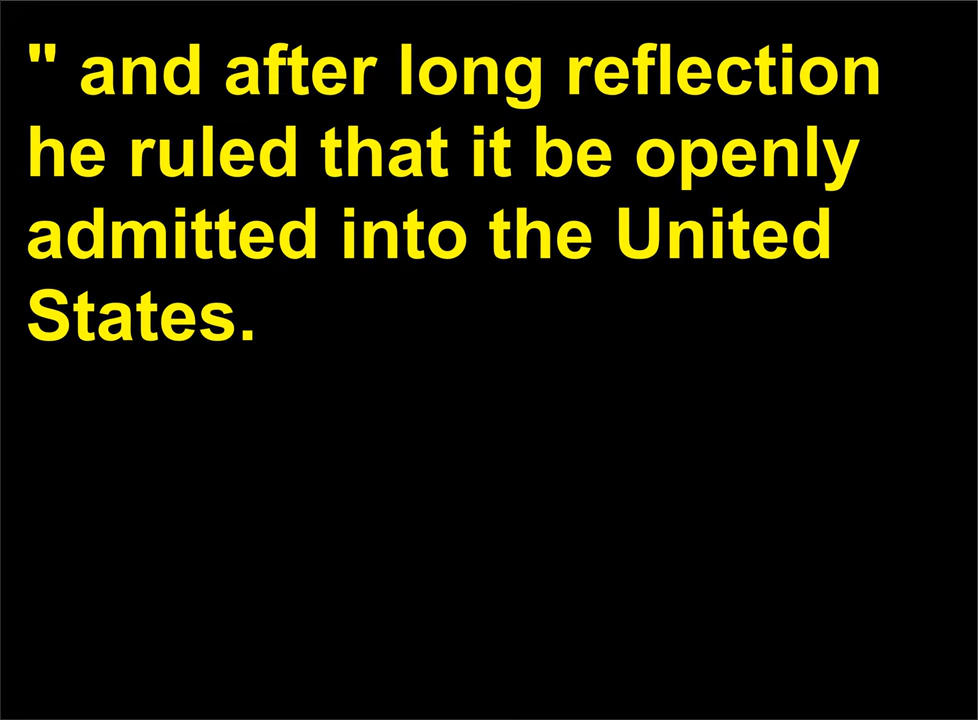 " and after long reflection
he ruled that it be openly
admitted into the United
States.